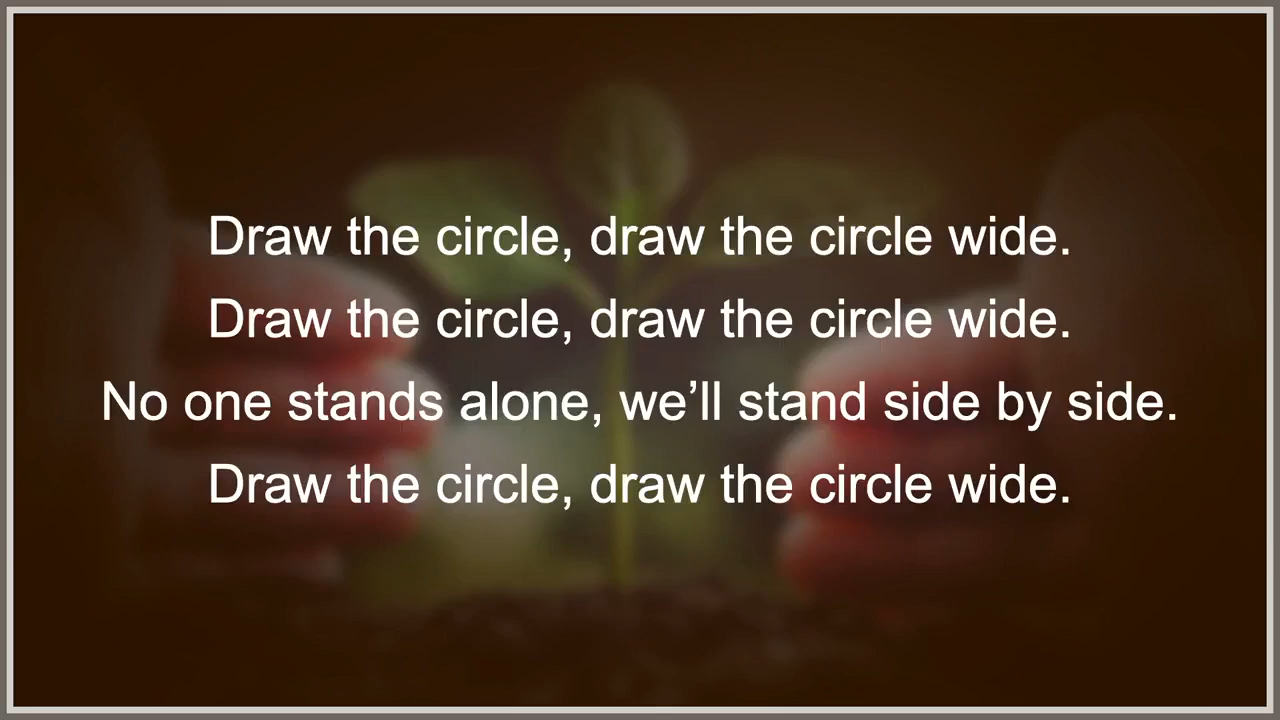 Draw the circle, draw the circle wide.
Draw the circle, draw the circle wide.
No one stands alone, we’ll stand side by side.
Draw the circle, draw the circle wide.